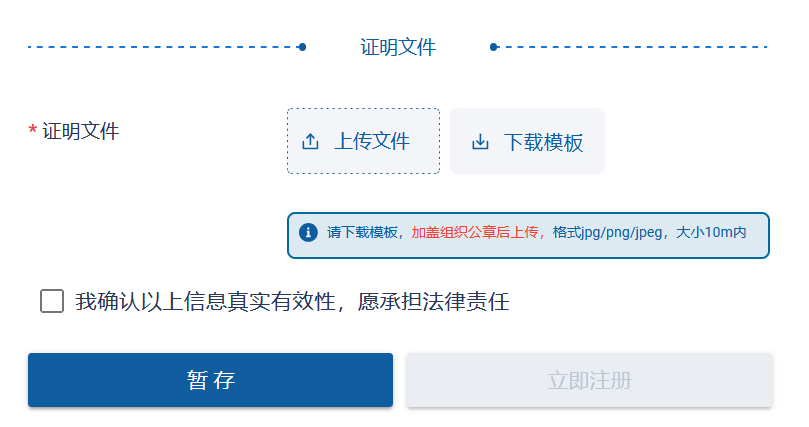 证明文件
* 证明文件
上传文件 下载模板
请下载模板，加盖组织公章后上传，格式jpg/png/jpeg，大小10m内
我确认以上信息真实有效性，愿承担法律责任
暂存 立即注册